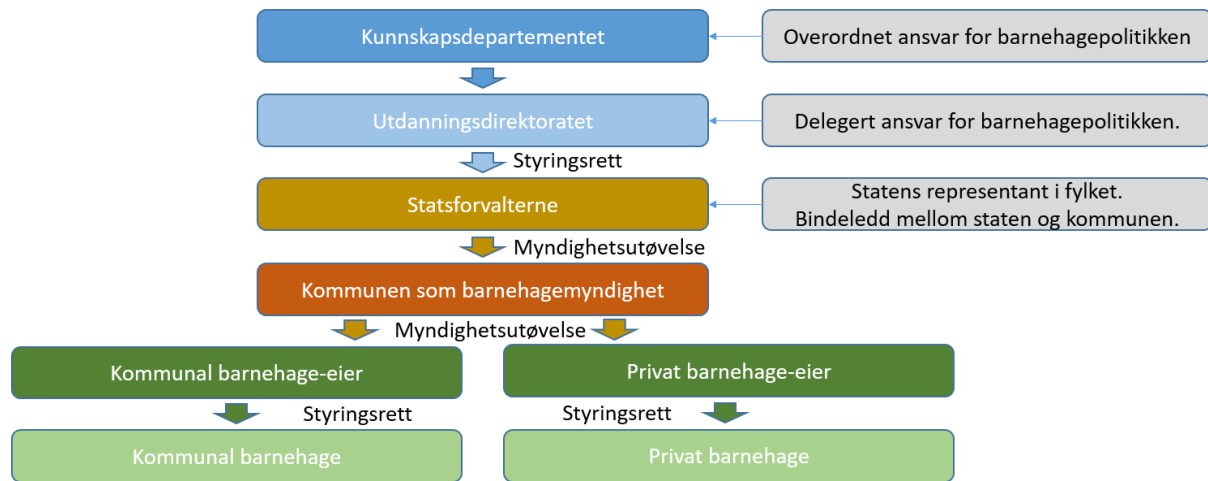 Kunnskapsdepartementet
Overordnet ansvar for barnehagepolitikken
Utdanningsdirektoratet
Delegert ansvar for barnehagepolitikken.
Styringsrett
Statsforvalterne
Statens representant i fylket.
Bindeledd mellom staten og kommunen.
Myndighetsutøvelse
Kommunen som barnehagemyndighet
Myndighetsutøvelse
Kommunal barnehage-eier
Privat barnehage-eier
Styringsrett
Styringsrett
Kommunal barnehage
Privat barnehage